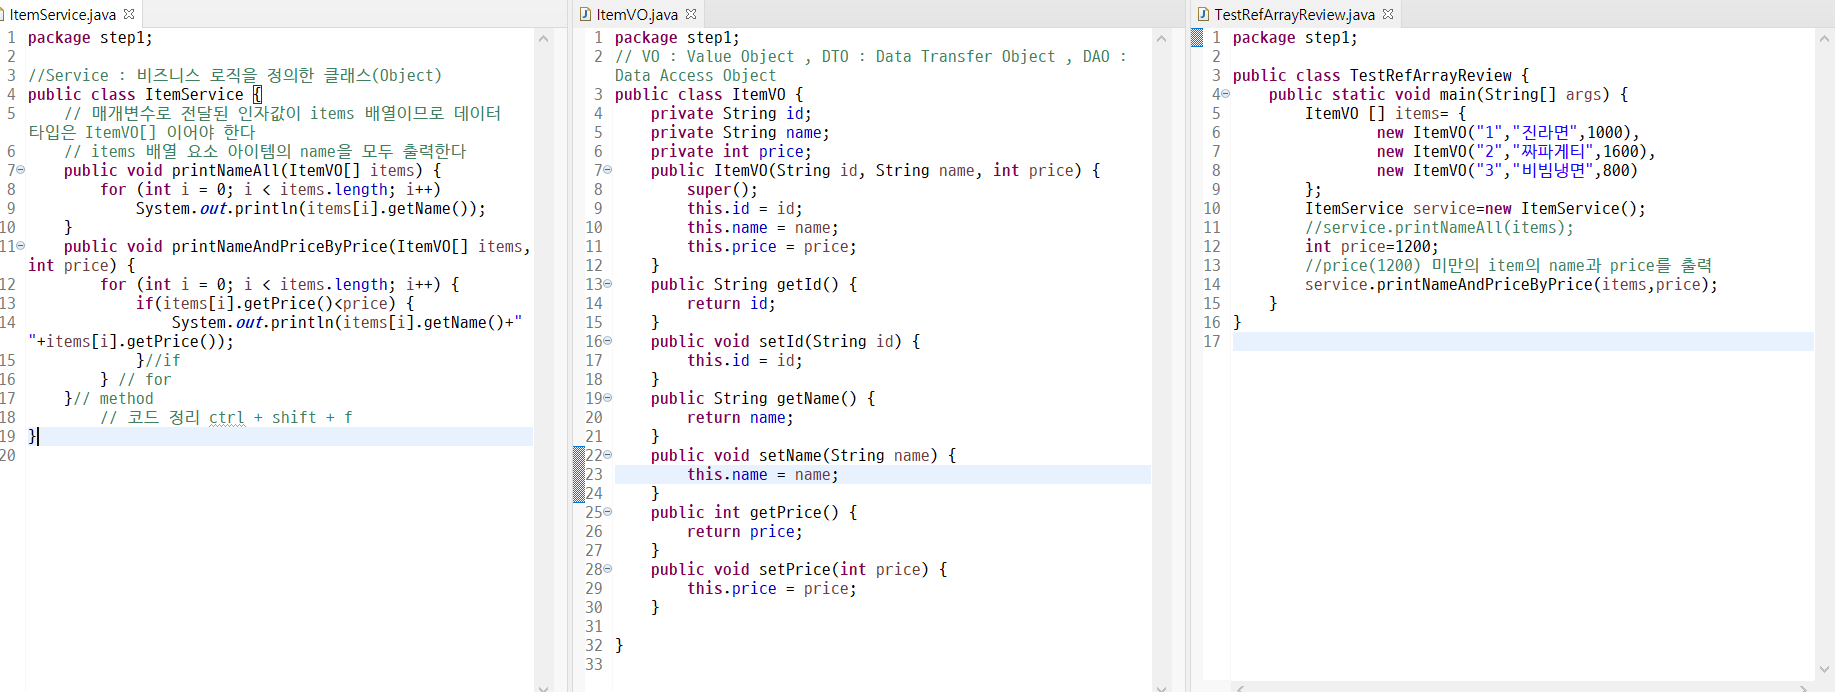 ItemService.java
1 package step1;
2
3 //Service : 비즈니스 로직을 정의한 클래스(Object)
4 public class ItemService {
5     // 매개변수로 전달된 인자값이 items 배열이므로 데이터
타입은 ItemVO[] 이어야 한다
6     // items 배열 요소 아이템의 name을 모두 출력한다
7     public void printNameAll(ItemVO[] items) {
8         for (int i = 0; i < items.length; i++)
9             System.out.println(items[i].getName());
10     }
11     public void printNameAndPriceByPrice(ItemVO[] items,
int price) {
12         for (int i = 0; i < items.length; i++) {
13             if(items[i].getPrice()<price) {
14                 System.out.println(items[i].getName()+"
"+items[i].getPrice());
15             }//if
16         } // for
17     }// method
18         // 코드 정리 ctrl + shift + f
19 }
20
ItemVO.java
1 package step1;
2 // VO : Value Object , DTO : Data Transfer Object , DAO :
Data Access Object
3 public class ItemVO {
4     private String id;
5     private String name;
6     private int price;
7     public ItemVO(String id, String name, int price) {
8         super();
9         this.id = id;
10         this.name = name;
11         this.price = price;
12     }
13     public String getId() {
14         return id;
15     }
16     public void setId(String id) {
17         this.id = id;
18     }
19     public String getName() {
20         return name;
21     }
22     public void setName(String name) {
23         this.name = name;
24     }
25     public int getPrice() {
26         return price;
27     }
28     public void setPrice(int price) {
29         this.price = price;
30     }
31
32 }
33
TestRefArrayReview.java
1 package step1;
2
3 public class TestRefArrayReview {
4     public static void main(String[] args) {
5         ItemVO [] items= {
6                 new ItemVO("1","진라면",1000),
7                 new ItemVO("2","짜파게티",1600),
8                 new ItemVO("3","비빔냉면",800)
9         };
10         ItemService service=new ItemService();
11         //service.printNameAll(items);
12         int price=1200;
13         //price(1200) 미만의 item의 name과 price를 출력
14         service.printNameAndPriceByPrice(items,price);
15     }
16 }
17